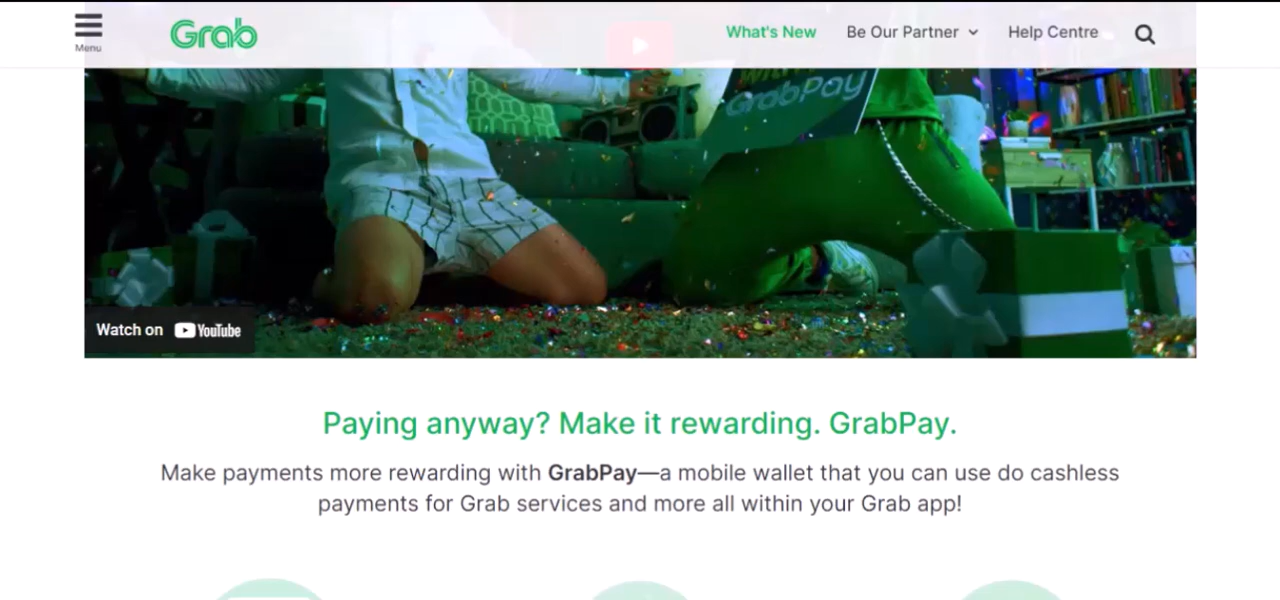 Menu
Grab
What's New
Be Our Partner
Help Centre
GrabPay
Watch on YouTube
Paying anyway? Make it rewarding. GrabPay.
Make payments more rewarding with GrabPay—a mobile wallet that you can use do cashless
payments for Grab services and more all within your Grab app!